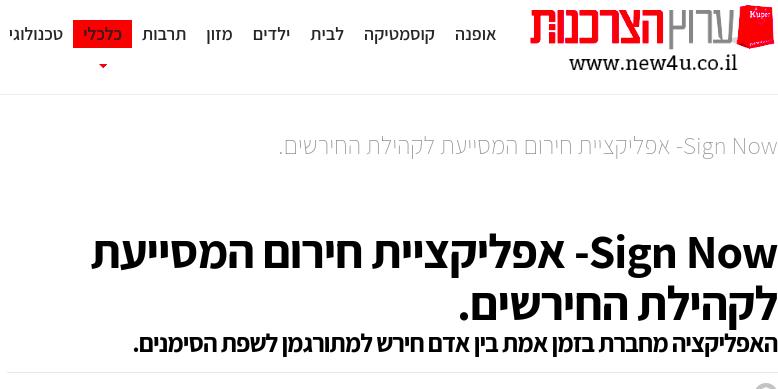 ערוץ הצרכנות
K'uper
www.new4u.co.il
אופנה קוסמטיקה לבית ילדים מזון תרבות כלכלי טכנולוגי
Sign Now- אפליקציית חירום המסייעת לקהילת החירשים.
Sign Now- אפליקציית חירום המסייעת
לקהילת החירשים.
האפליקציה מחברת בזמן אמת בין אדם חירש למתורגמן לשפת הסימנים.